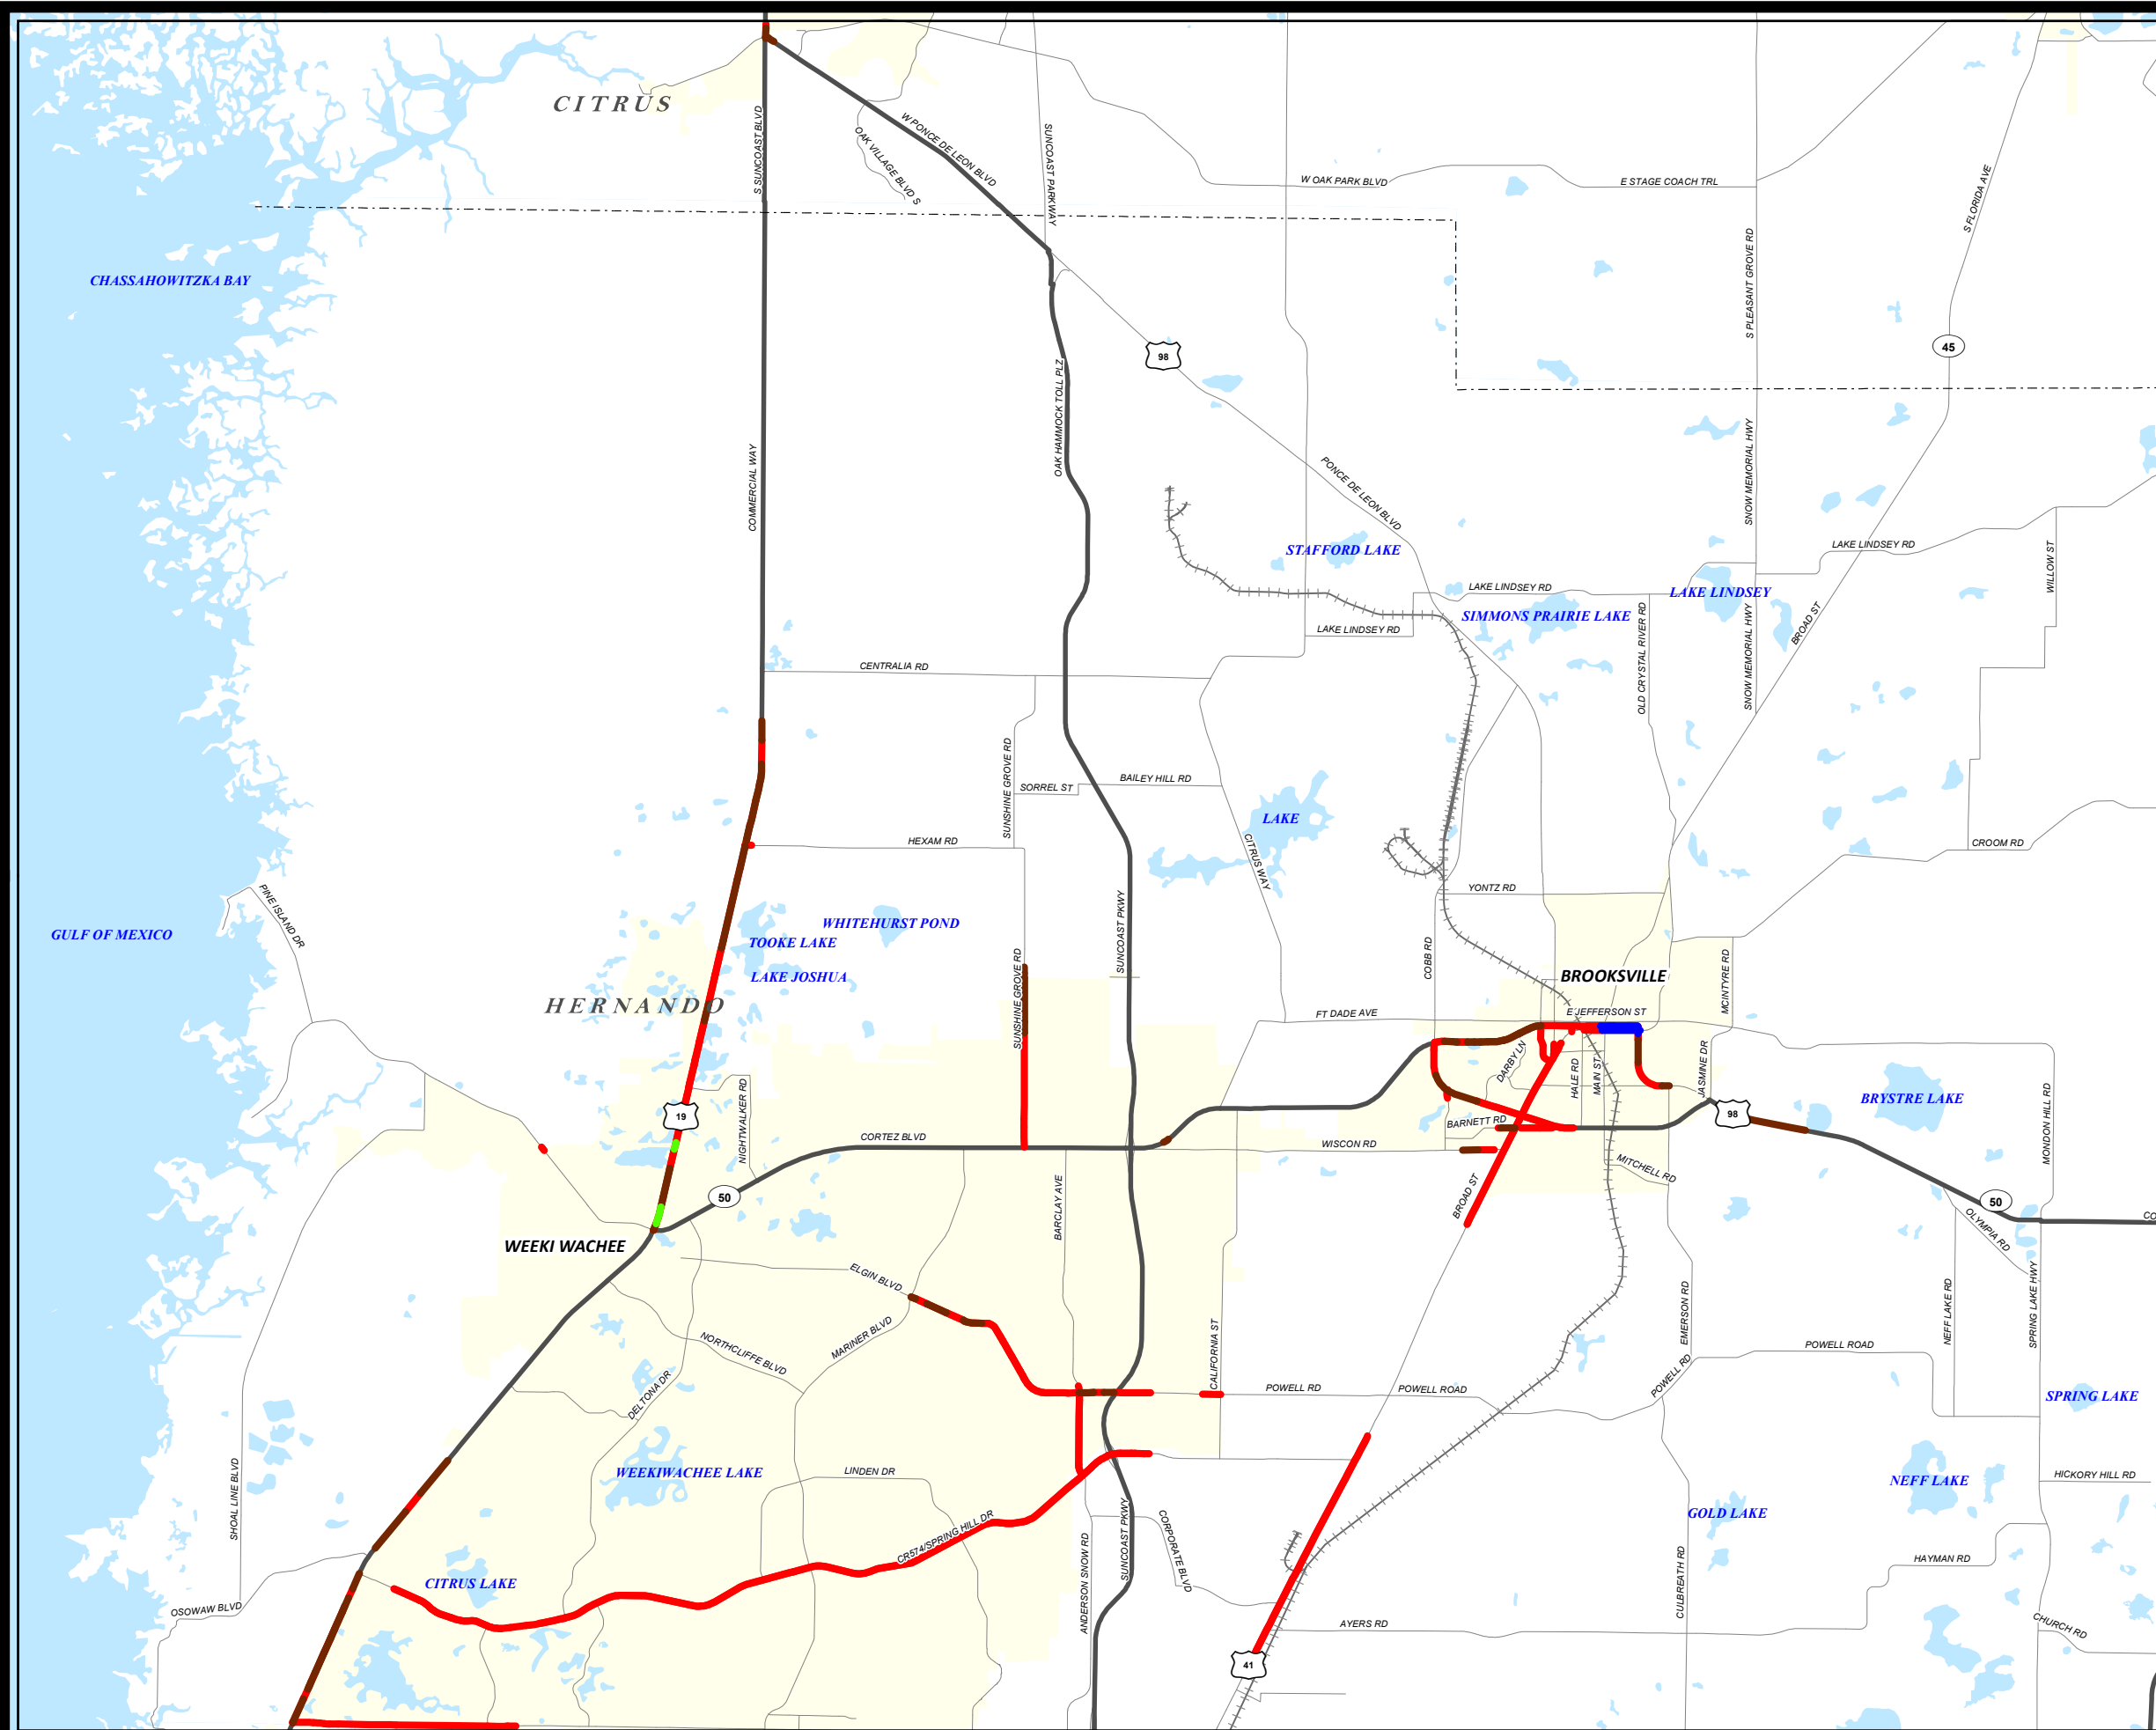 CITRUS
S SUNCOAST BLVD
OAK VILLAGE BLVD S
W PONCE DE LEON BLVD
SUNCOAST PARKWAY
W OAK PARK BLVD
E STAGE COACH TRL
S FLORIDA AVE
S PLEASANT GROVE RD
CHASSAHOWITZKA BAY
98
45
OAK HAMMOCK TOLL PLZ
COMMERCIAL WAY
PONCE DE LEON BLVD
SNOW MEMORIAL HWY
STAFFORD LAKE
LAKE LINDSEY RD
WILLOW ST
LAKE LINDSEY RD
LAKE LINDSEY
SIMMONS PRAIRIE LAKE
LAKE LINDSEY RD
OLD CRYSTAL RIVER RD
SNOW MEMORIAL HWY
BROAD ST
CENTRALIA RD
SUNSHINE GROVE RD
SORREL ST
BAILEY HILL RD
LAKE
HEXAM RD
CITRUS WAY
CROOM RD
YONTZ RD
PINE ISLAND DR
GULF OF MEXICO
WHITEHURST POND
TOOKE LAKE
LAKE JOSHUA
SUNCOAST PKWY
COBB RD
MCINTYRE RD
BROOKSVILLE
HERNANDO
SUNSHINE GROVE RD
FT DADE AVE
E JEFFERSON ST
DARBY LN
HALE RD
MAIN ST
JASMINE DR
BRYSTRE LAKE
MONDON HILL RD
19
98
NIGHTWALKER RD
CORTEZ BLVD
BARNETT RD
WISCON RD
MITCHELL RD
50
50
BARCLAY AVE
BROAD ST
OLYMPIA RD
CO
WEEKI WACHEE
ELGIN BLVD
MARINER BLVD
NORTHCLIFFE BLVD
DELTONA DR
CALIFORNIA ST
EMERSON RD
NEFF LAKE RD
SPRING LAKE HWY
POWELL RD
POWELL ROAD
POWELL RD
POWELL ROAD
SPRING LAKE
WEEKIWACHEE LAKE
LINDEN DR
SHOAL LINE BLVD
NEFF LAKE
HICKORY HILL RD
GOLD LAKE
CR574/SPRING HILL DR
ANDERSON SNOW RD
SUNCOAST PKWY
CORPORATE BLVD
CULBREATH RD
HAYMAN RD
CITRUS LAKE
OSOWAW BLVD
AYERS RD
CHURCH RD
41